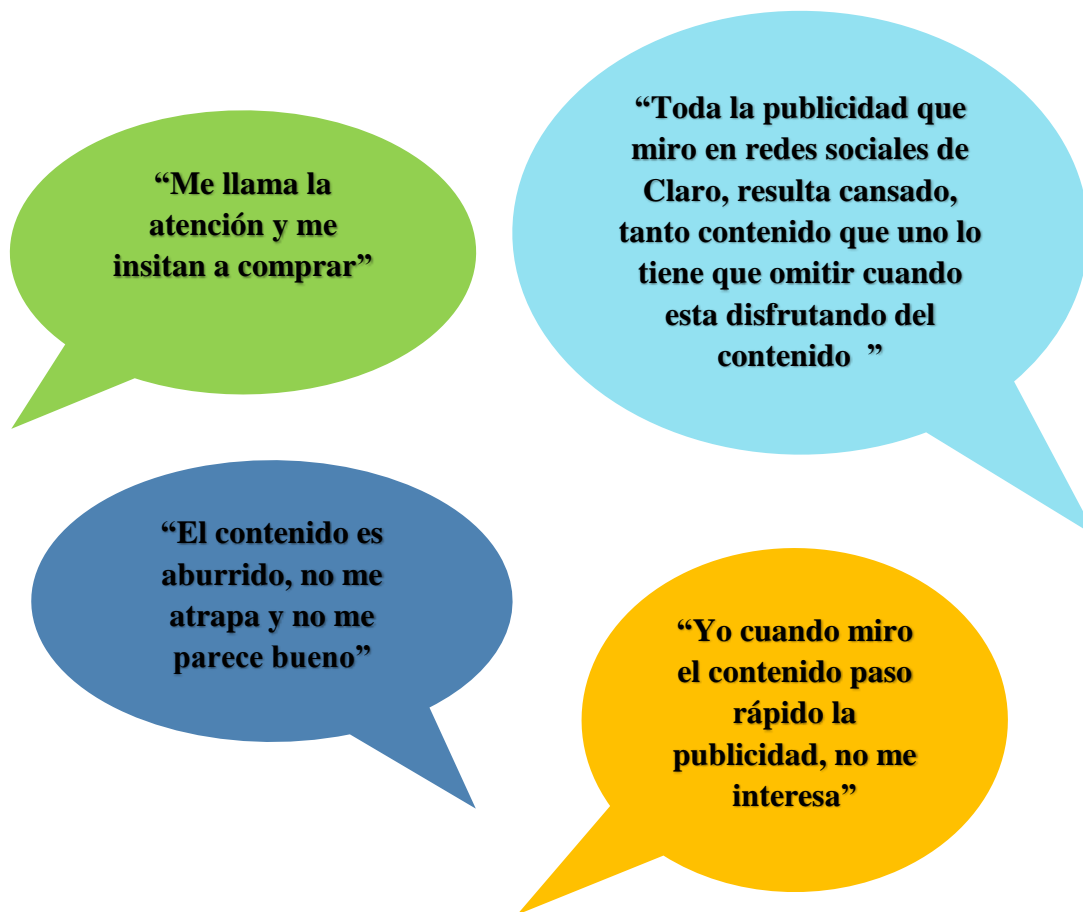 “Me llama la
atención y me
insitan a comprar”
“Toda la publicidad que
miro en redes sociales de
Claro, resulta cansado,
tanto contenido que uno lo
tiene que omitir cuando
esta disfrutando del
contenido ”
“El contenido es
aburrido, no me
atrapa y no me
parece bueno”
“Yo cuando miro
el contenido paso
rápido la
publicidad, no me
interesa”